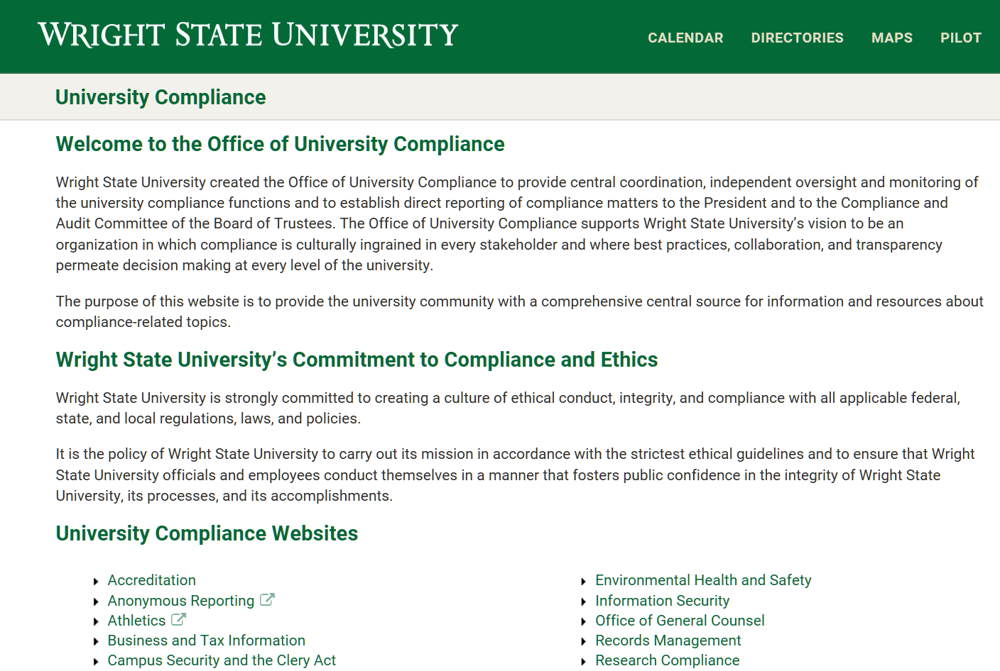 WRIGHT STATE UNIVERSITY
CALENDAR DIRECTORIES MAPS PILOT
University Compliance
Welcome to the Office of University Compliance
Wright State University created the Office of University Compliance to provide central coordination, independent oversight and monitoring of
the university compliance functions and to establish direct reporting of compliance matters to the President and to the Compliance and
Audit Committee of the Board of Trustees. The Office of University Compliance supports Wright State University’s vision to be an
organization in which compliance is culturally ingrained in every stakeholder and where best practices, collaboration, and transparency
permeate decision making at every level of the university.
The purpose of this website is to provide the university community with a comprehensive central source for information and resources about
compliance-related topics.
Wright State University’s Commitment to Compliance and Ethics
Wright State University is strongly committed to creating a culture of ethical conduct, integrity, and compliance with all applicable federal,
state, and local regulations, laws, and policies.
It is the policy of Wright State University to carry out its mission in accordance with the strictest ethical guidelines and to ensure that Wright
State University officials and employees conduct themselves in a manner that fosters public confidence in the integrity of Wright State
University, its processes, and its accomplishments.
University Compliance Websites
Accreditation
Anonymous Reporting
Athletics
Business and Tax Information
Campus Security and the Clery Act
Environmental Health and Safety
Information Security
Office of General Counsel
Records Management
Research Compliance